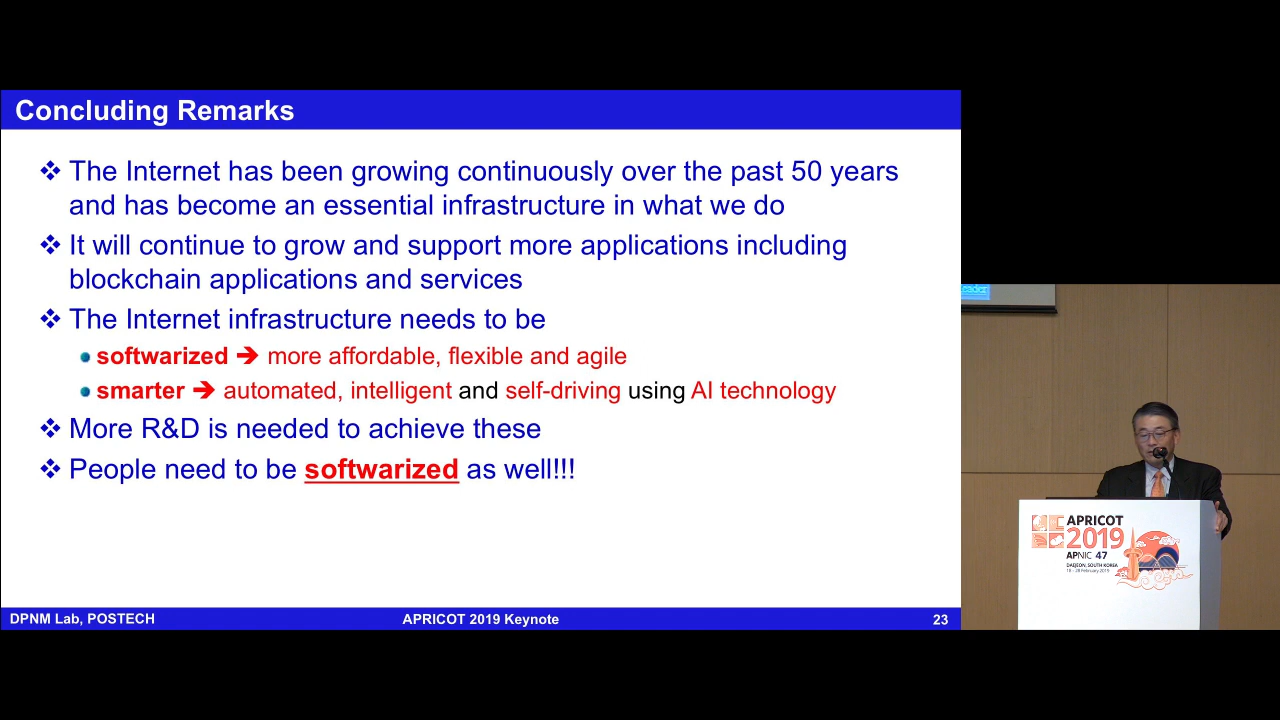 Concluding Remarks
❖ The Internet has been growing continuously over the past 50 years
and has become an essential infrastructure in what we do
❖ It will continue to grow and support more applications including
blockchain applications and services
❖ The Internet infrastructure needs to be
● softwarized ➔ more affordable, flexible and agile
● smarter ➔ automated, intelligent and self-driving using AI technology
❖ More R&D is needed to achieve these
❖ People need to be softwarized as well!!!
DPNM Lab, POSTECH
APRICOT 2019 Keynote
23
APRICOT
2019
APNIC 47
DAEJEON, SOUTH KOREA
18 – 28 February 2019